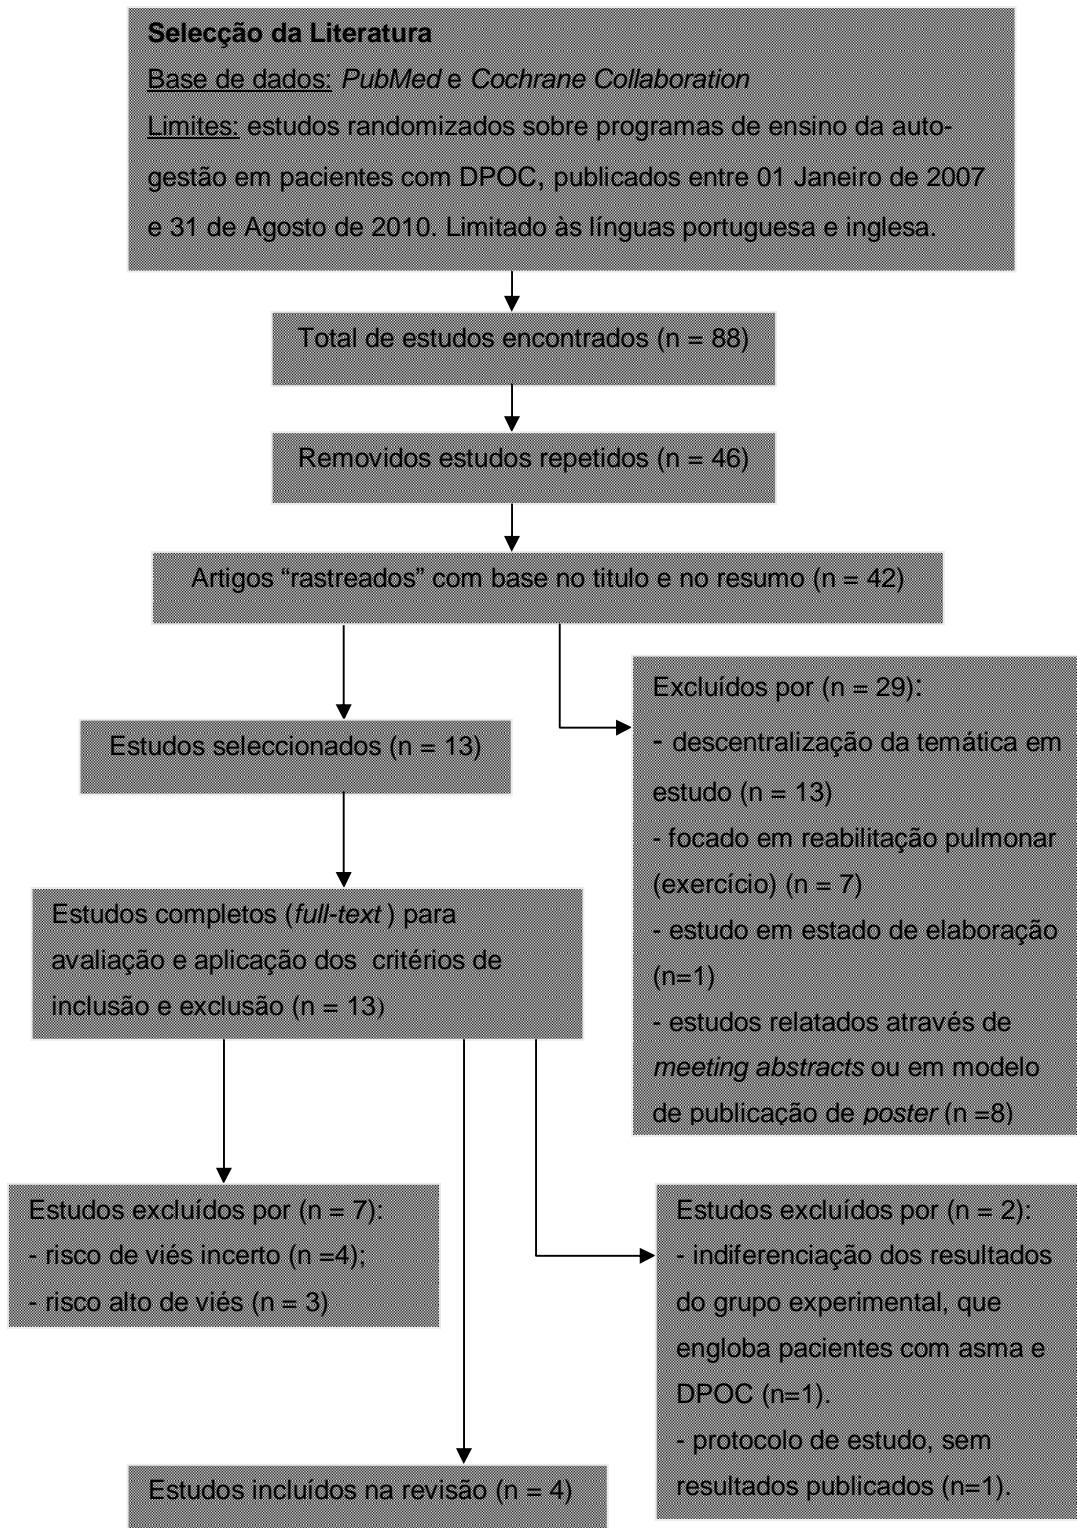 Selecção da Literatura
Base de dados: PubMed e Cochrane Collaboration
Limites: estudos randomizados sobre programas de ensino da auto-
gestão em pacientes com DPOC, publicados entre 01 Janeiro de 2007
e 31 de Agosto de 2010. Limitado às línguas portuguesa e inglesa.
Total de estudos encontrados (n = 88)
Removidos estudos repetidos (n = 46)
Artigos “rastreados” com base no titulo e no resumo (n = 42)
Estudos seleccionados (n = 13)
Excluídos por (n = 29):
- descentralização da temática em
estudo (n = 13)
- focado em reabilitação pulmonar
(exercício) (n = 7)
- estudo em estado de elaboração
(n=1)
- estudos relatados através de
meeting abstracts ou em modelo
de publicação de poster (n =8)
Estudos completos (full-text ) para
avaliação e aplicação dos critérios de
inclusão e exclusão (n = 13)
Estudos excluídos por (n = 7):
- risco de viés incerto (n =4);
- risco alto de viés (n = 3)
Estudos excluídos por (n = 2):
- indiferenciação dos resultados
do grupo experimental, que
engloba pacientes com asma e
DPOC (n=1).
- protocolo de estudo, sem
resultados publicados (n=1).
Estudos incluídos na revisão (n = 4)